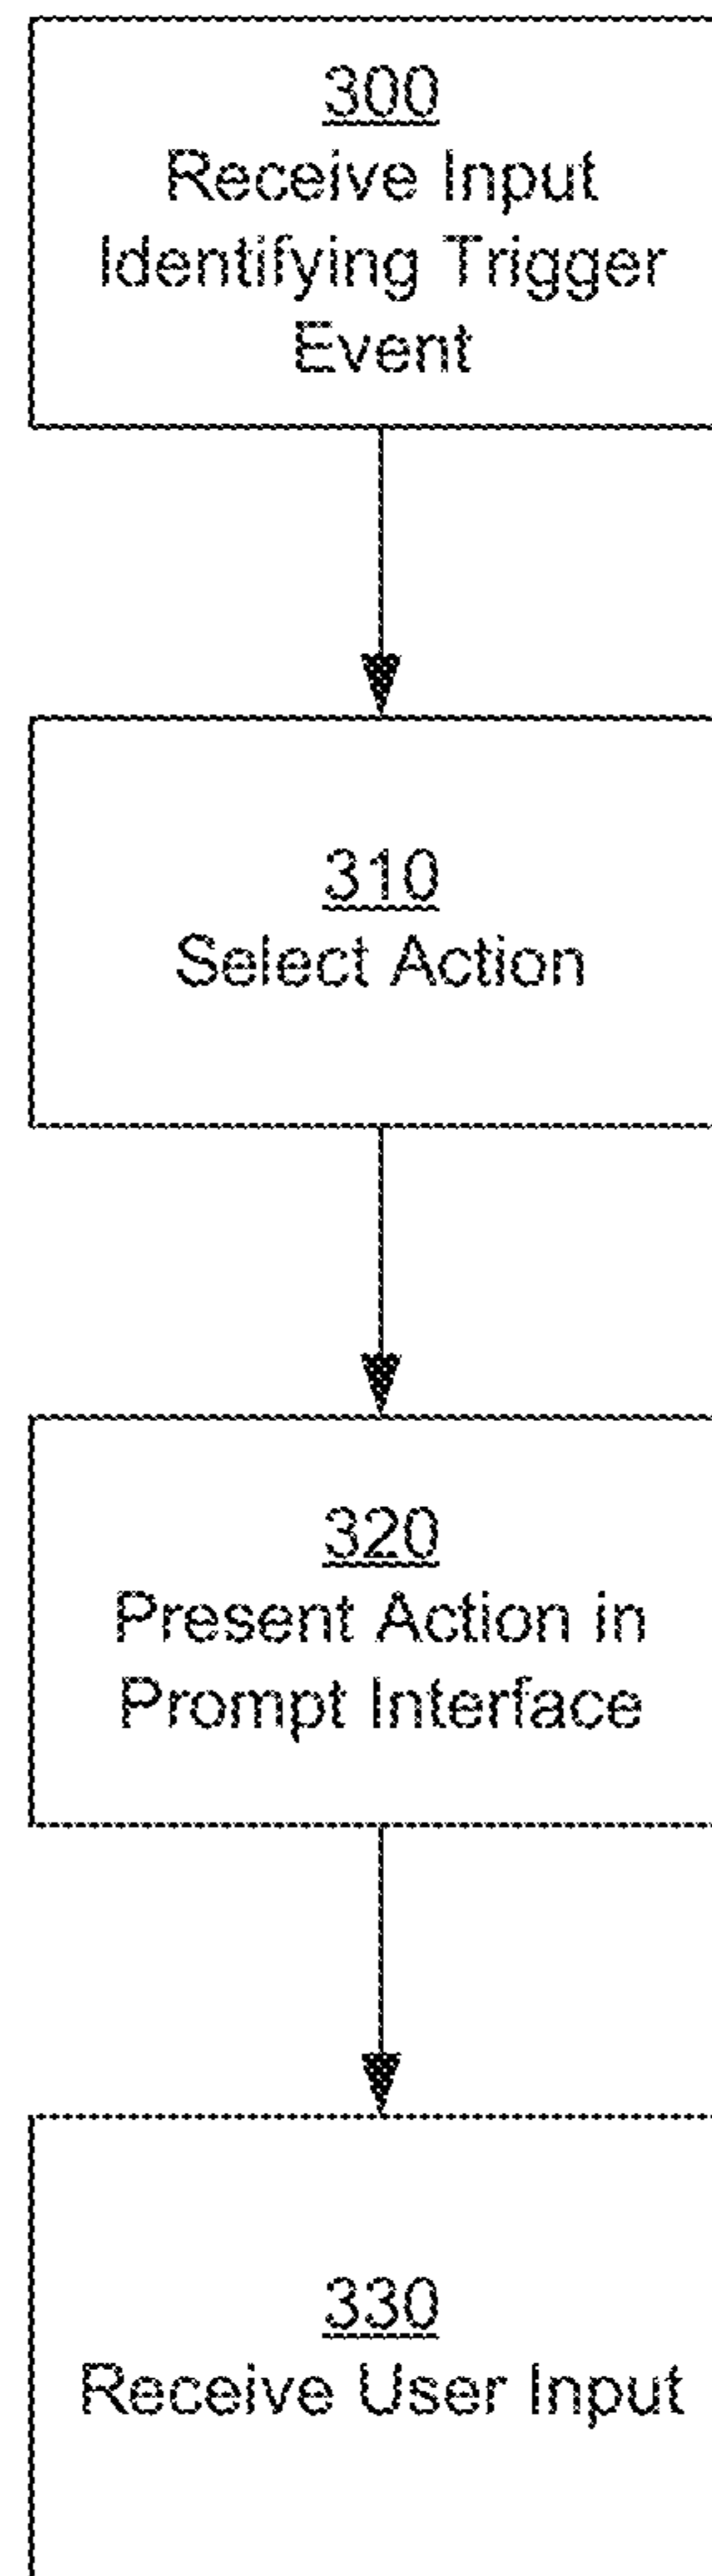 300
Receive Input
Identifying Trigger
Event
310
Select Action
320
Present Action in
Prompt Interface
330
Receive User Input